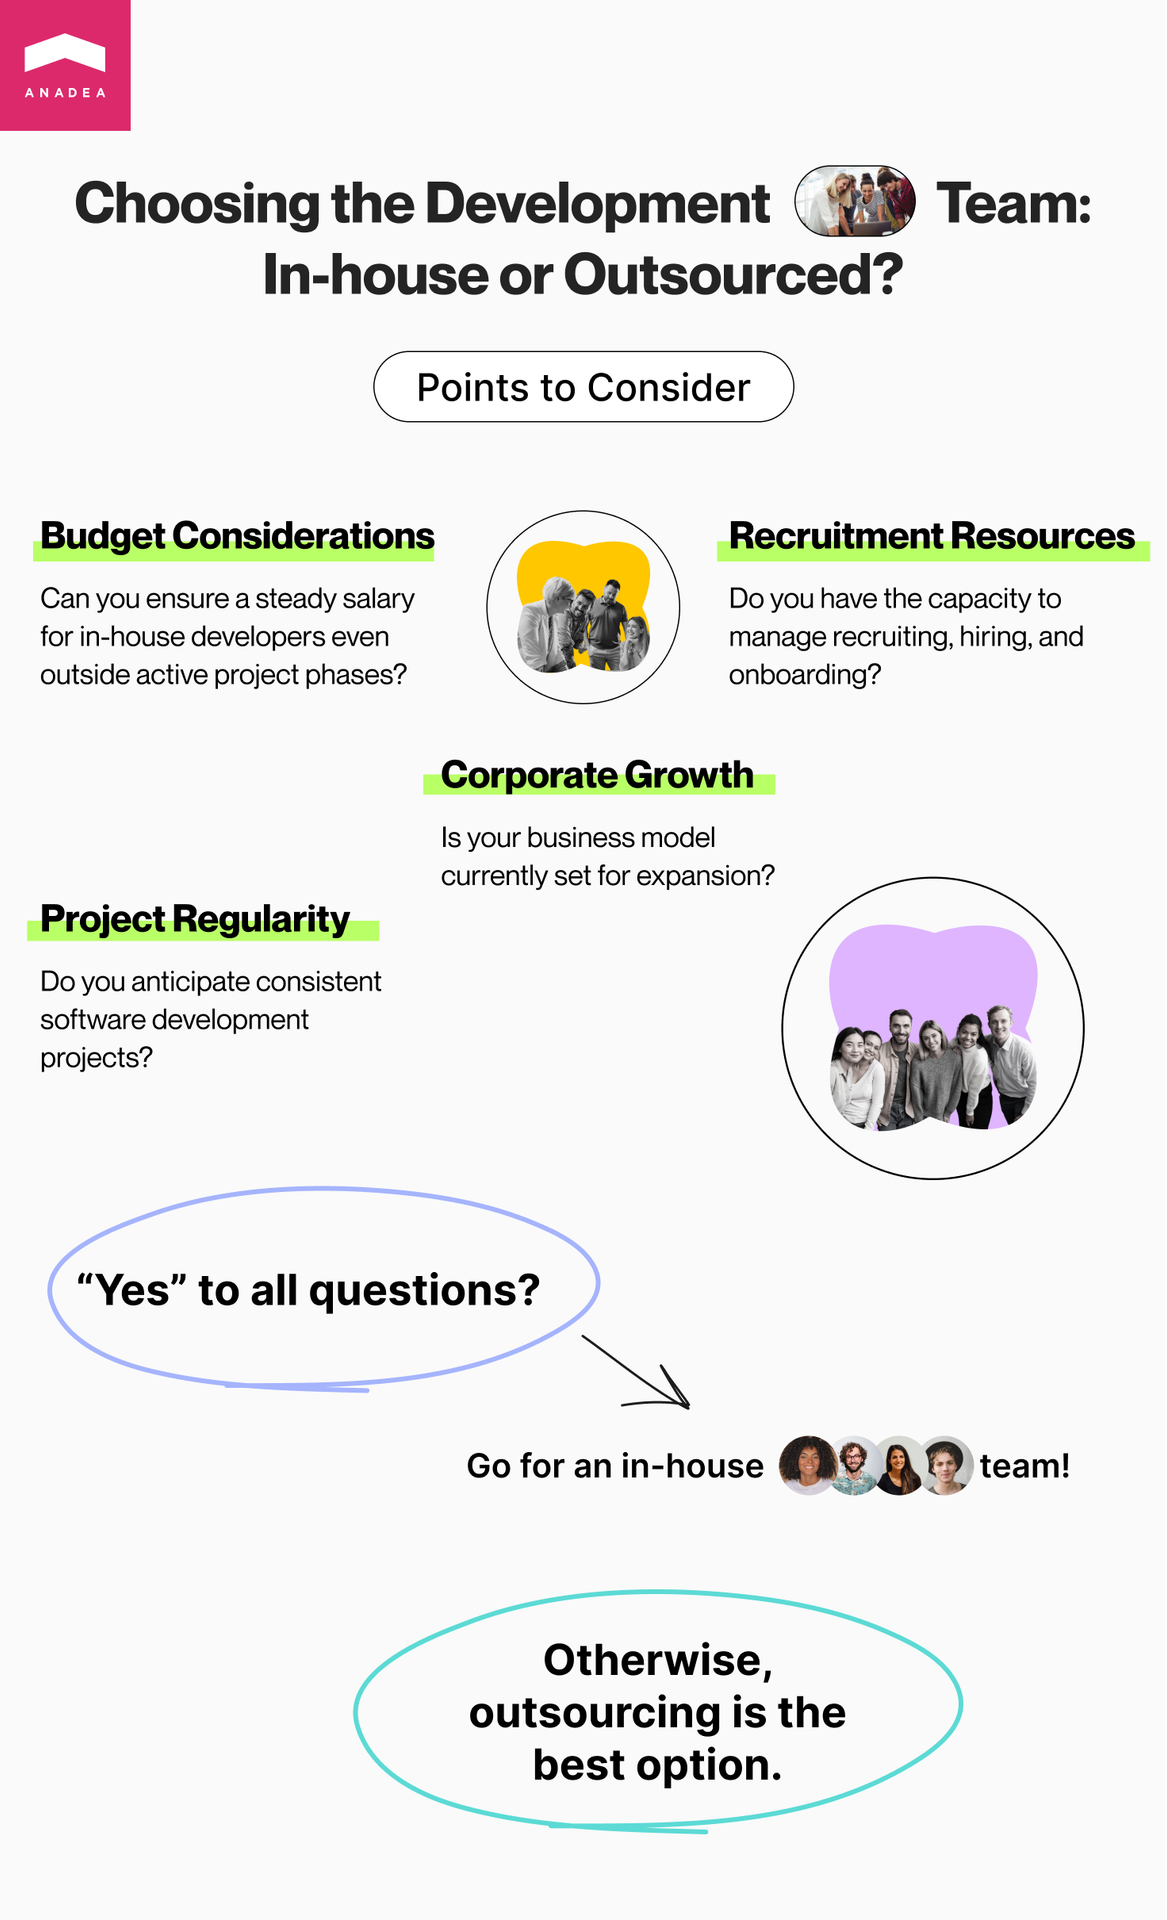 ANADEA
Choosing the Development Team:
In-house or Outsourced?
Points to Consider
Budget Considerations
Can you ensure a steady salary
for in-house developers even
outside active project phases?
Recruitment Resources
Do you have the capacity to
manage recruiting, hiring, and
onboarding?
Corporate Growth
Is your business model
currently set for expansion?
Project Regularity
Do you anticipate consistent
software development
projects?
“Yes” to all questions?
Go for an in-house team!
Otherwise,
outsourcing is the
best option.